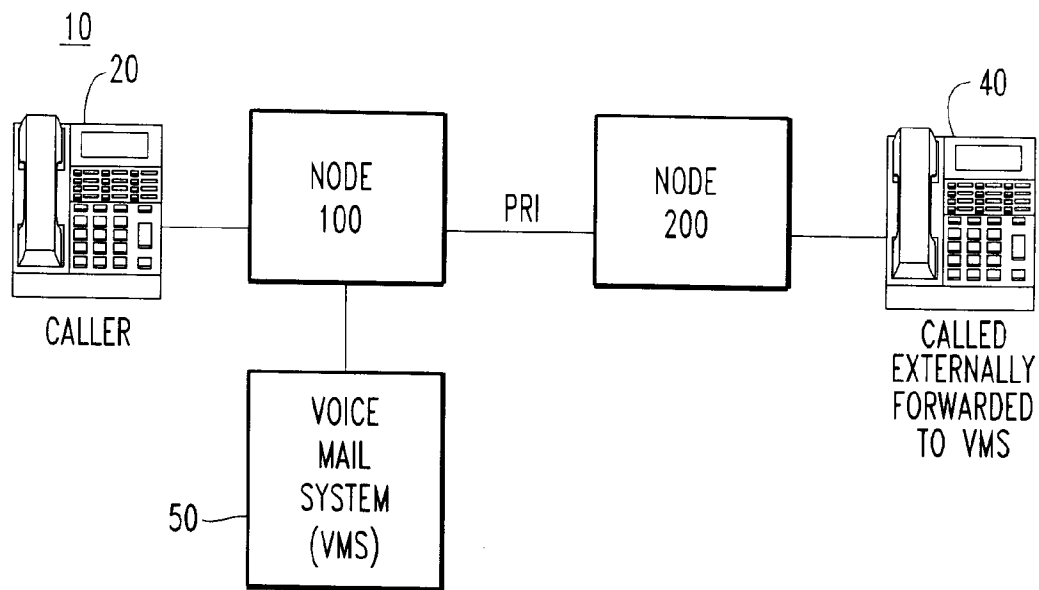 10
20
40
NODE
100
PRI
NODE
200
CALLER
CALLED
EXTERNALLY
FORWARDED
TO VMS
VOICE
MAIL
SYSTEM
(VMS)
50